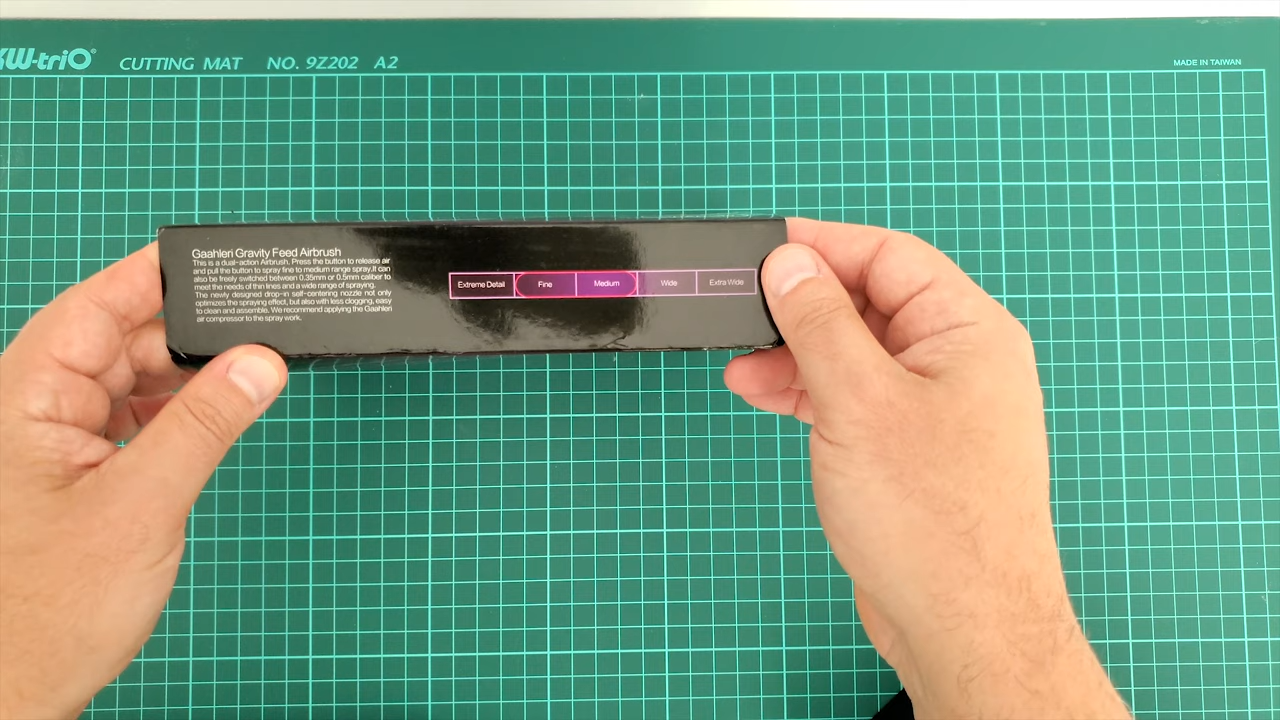 KW-triO® CUTTING MAT NO. 9Z202 A2
MADE IN TAIWAN
Gaahleri Gravity Feed Airbrush
This is a dual-action Airbrush. Press the button to release air
and pull the button to spray fine to medium range spray.It can
also be freely switched between 0.35mm or 0.5mm caliber to
meet the needs of thin lines and a wide range of spraying.
The newly designed drop-in self-centering nozzle not only
optimizes the spraying effect, but also with less clogging, easy
to clean and assemble. We recommend applying the Gaahleri
air compressor to the spray work.
Extreme Detail Fine Medium Wide Extra Wide